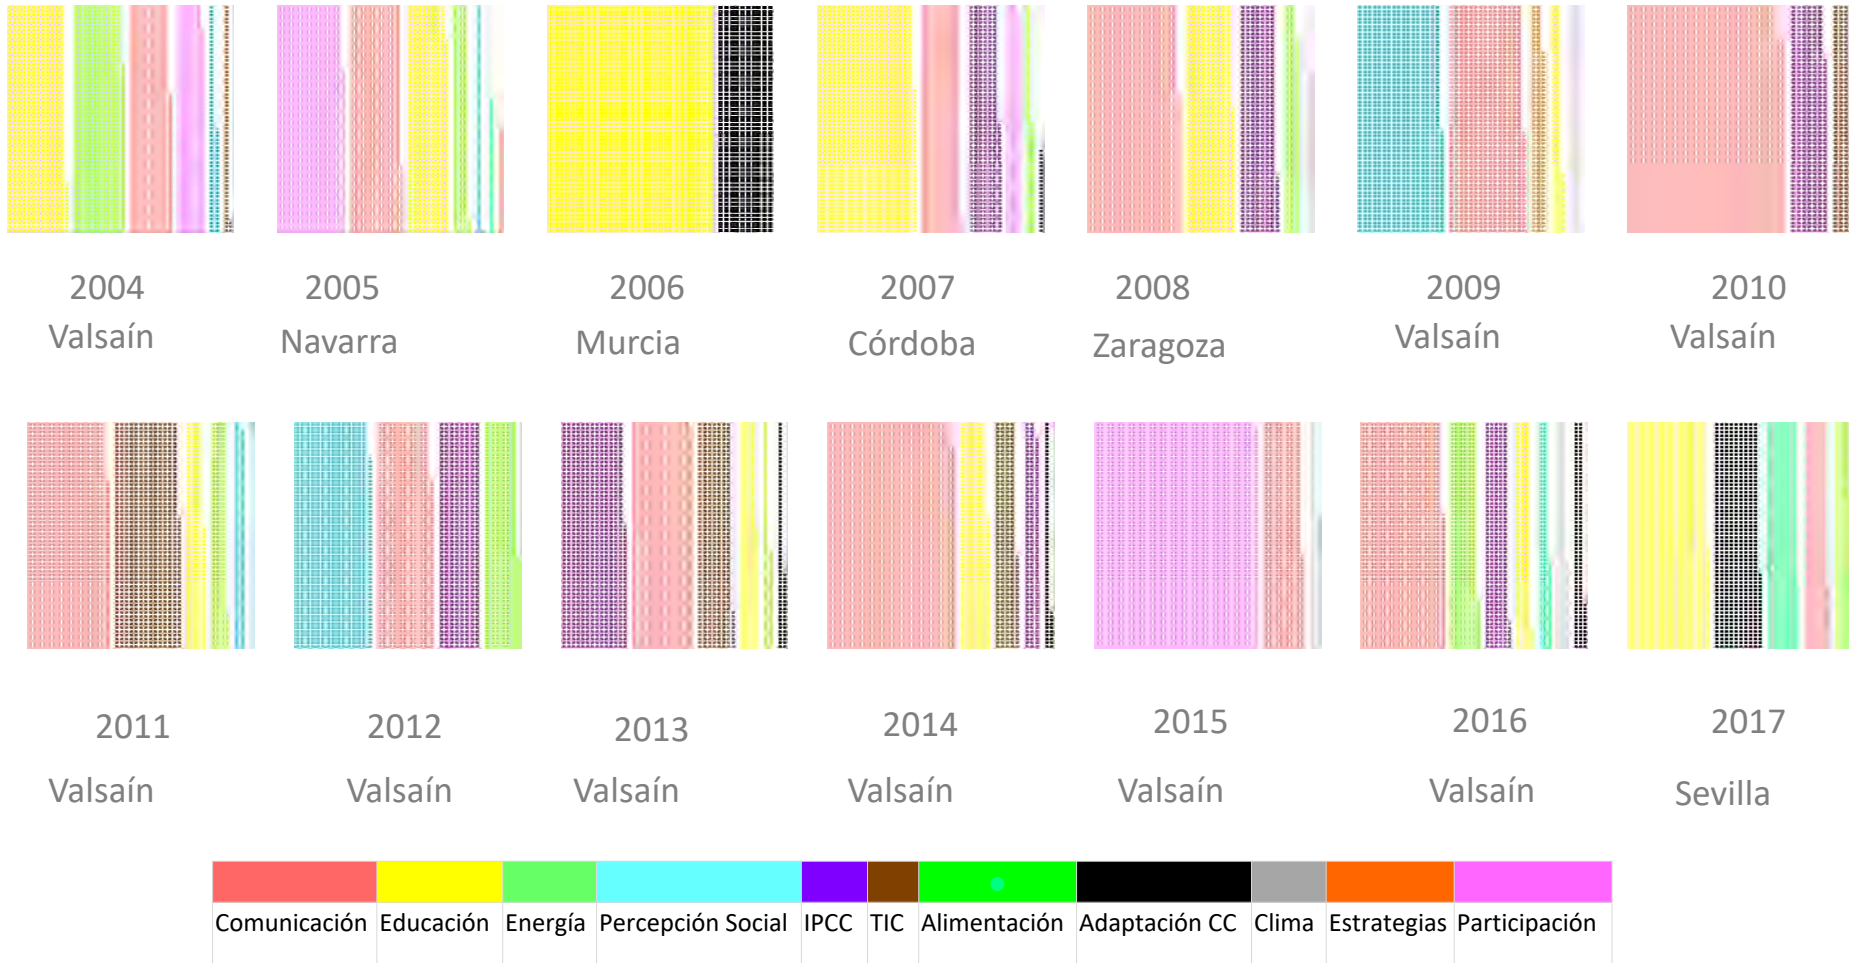 2004 2005 2006 2007 2008 2009 2010
Valsaín Navarra Murcia Córdoba Zaragoza Valsaín Valsaín
2011 2012 2013 2014 2015 2016 2017
Valsaín Valsaín Valsaín Valsaín Valsaín Valsaín Sevilla
Comunicación Educación Energía Percepción Social IPCC TIC Alimentación Adaptación CC Clima Estrategias Participación